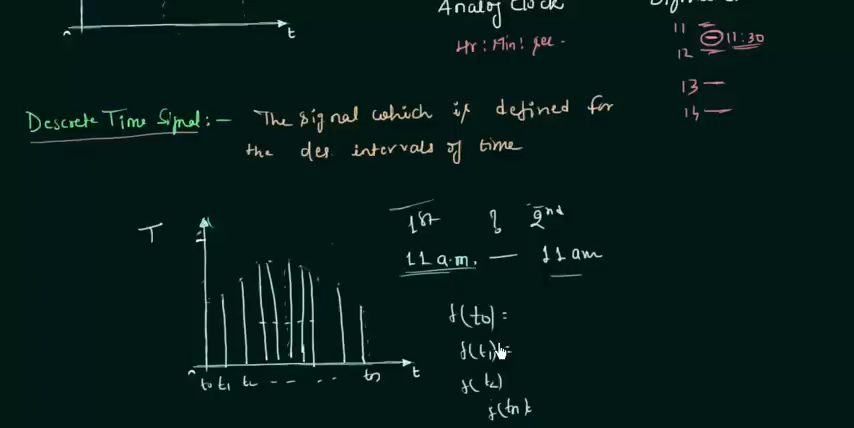 Analog Clock
t
Hr : Min : sec.
11
11:30
12
13
14
Descrete Time Signal :- The signal which is defined for
the des. intervals of time
T
1st & 2nd
11 a.m. — 11 am
f(t0) =
f(t1) =
f(t2)
f(tn)
t0 t1 t2 - - - - tn t